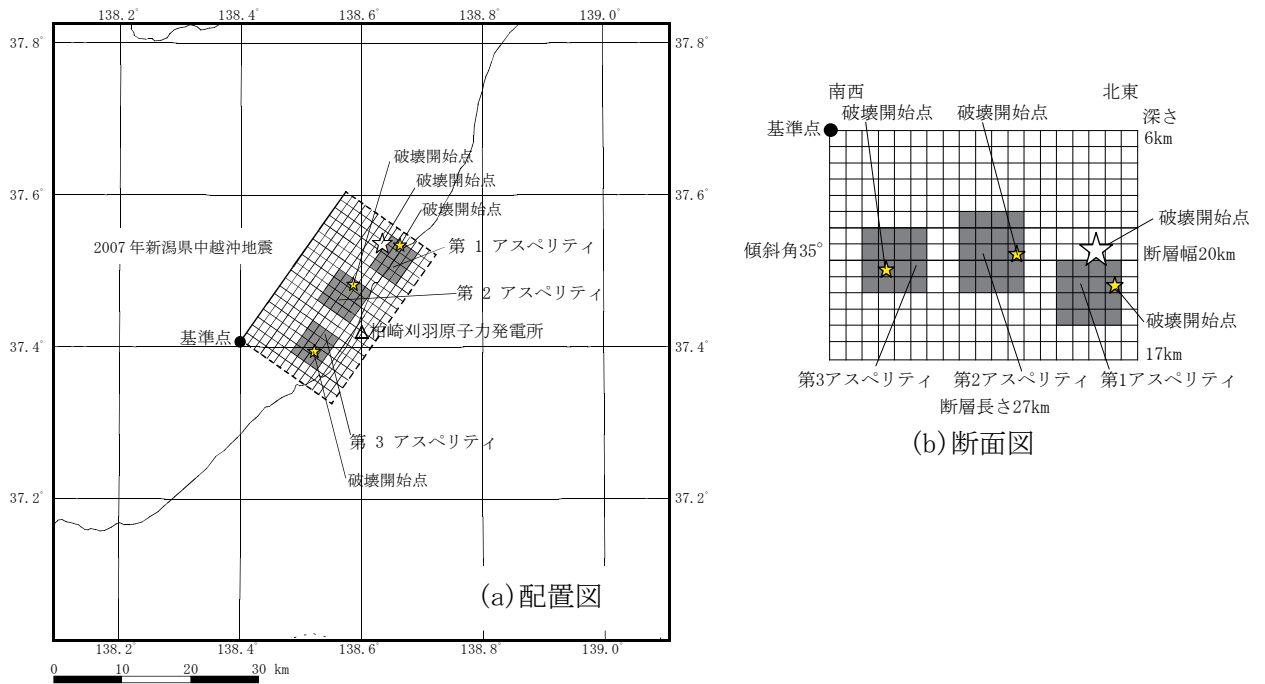 138.2° 138.4° 138.6° 138.8° 139.0°
37.8° 37.8°
破壊開始点
破壊開始点
37.6° 37.6°
破壊開始点
2007年新潟県中越沖地震
第 1 アスペリティ
第 2 アスペリティ
柏崎刈羽原子力発電所
基準点
37.4° 37.4°
第 3 アスペリティ
破壊開始点
37.2° 37.2°
(a)配置図
138.2° 138.4° 138.6° 138.8° 139.0°
0 10 20 30 km
南西 北東
破壊開始点 破壊開始点
深さ
基準点
6km
破壊開始点
傾斜角35°
断層幅20km
破壊開始点
17km
第3アスペリティ 第2アスペリティ 第1アスペリティ
断層長さ27km
(b)断面図